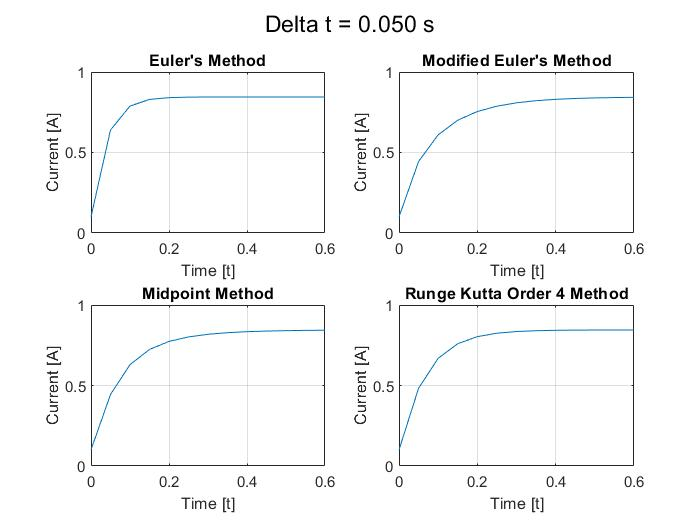 Delta t = 0.050 s
Euler's Method
Current [A]
1
0.5
0
0 0.2 0.4 0.6
Time [t]
Modified Euler's Method
Current [A]
1
0.5
0
0 0.2 0.4 0.6
Time [t]
Midpoint Method
Current [A]
1
0.5
0
0 0.2 0.4 0.6
Time [t]
Runge Kutta Order 4 Method
Current [A]
1
0.5
0
0 0.2 0.4 0.6
Time [t]